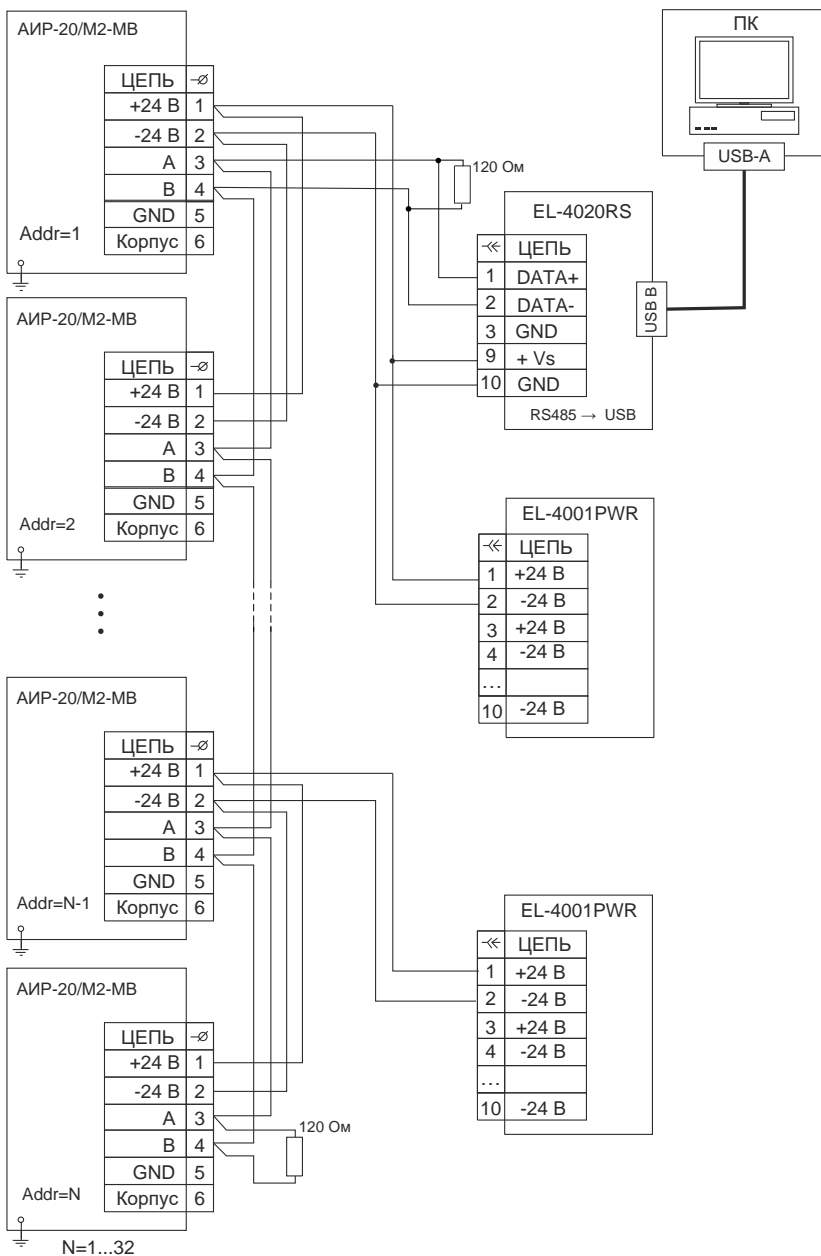 АИР-20/М2-МВ
ЦЕПЬ
+24 В 1
-24 В 2
А 3
В 4
GND 5
Корпус 6
Addr=1
АИР-20/М2-МВ
ЦЕПЬ
+24 В 1
-24 В 2
А 3
В 4
GND 5
Корпус 6
Addr=2
АИР-20/М2-МВ
ЦЕПЬ
+24 В 1
-24 В 2
А 3
В 4
GND 5
Корпус 6
Addr=N-1
АИР-20/М2-МВ
ЦЕПЬ
+24 В 1
-24 В 2
А 3
В 4
GND 5
Корпус 6
Addr=N
N=1...32
120 Ом
120 Ом
ПК
USB-A
EL-4020RS
ЦЕПЬ
1 DATA+
2 DATA-
3 GND
9 + Vs
10 GND
USB B
RS485 → USB
EL-4001PWR
ЦЕПЬ
1 +24 В
2 -24 В
3 +24 В
4 -24 В
...
10 -24 В
EL-4001PWR
ЦЕПЬ
1 +24 В
2 -24 В
3 +24 В
4 -24 В
...
10 -24 В